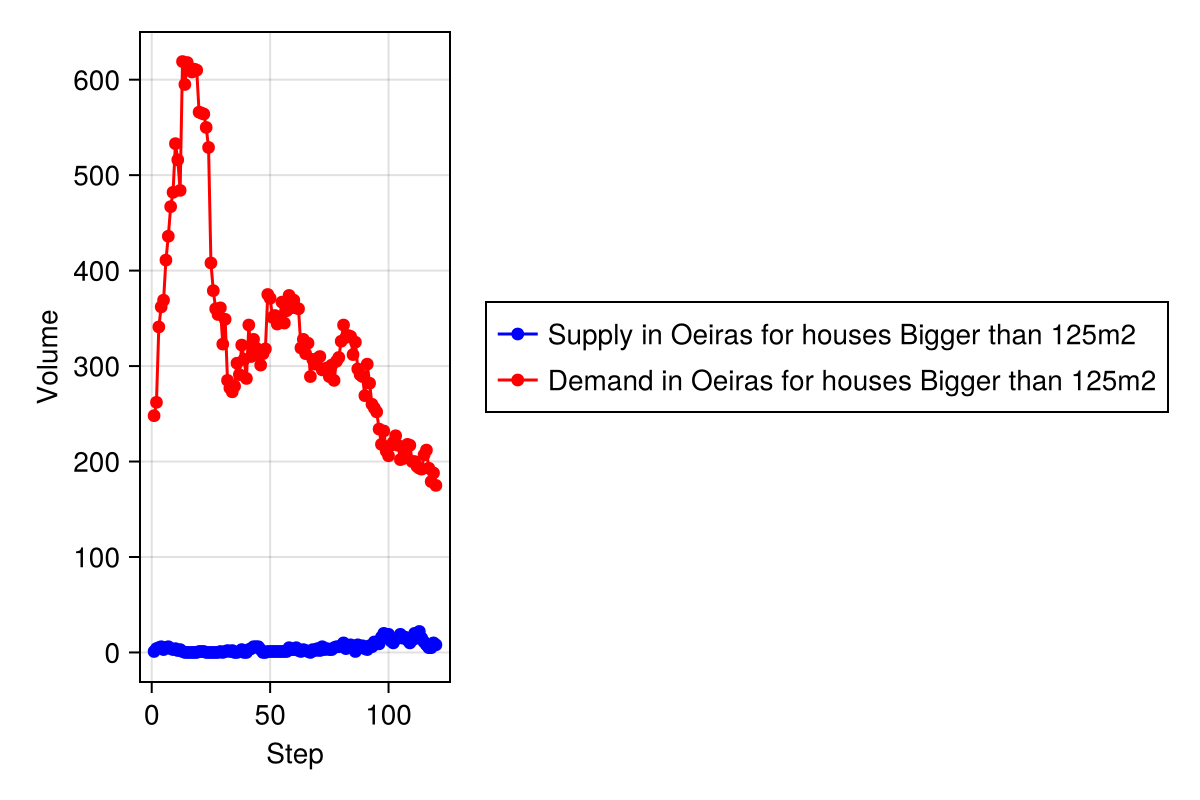 600
500
400
300
200
100
0
Volume
0 50 100
Step
Supply in Oeiras for houses Bigger than 125m2
Demand in Oeiras for houses Bigger than 125m2